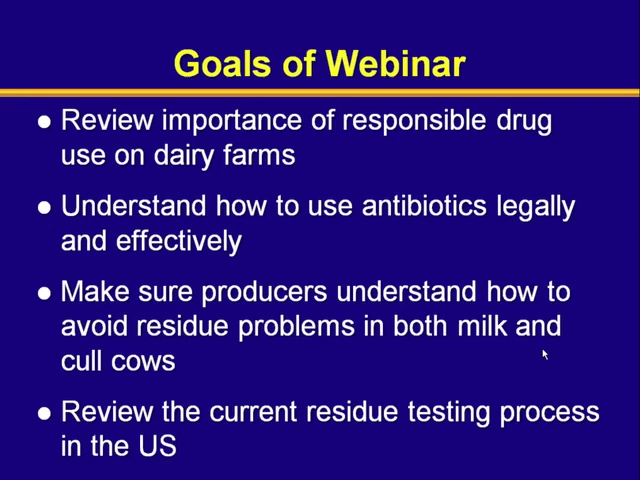 Goals of Webinar
● Review importance of responsible drug
use on dairy farms
● Understand how to use antibiotics legally
and effectively
● Make sure producers understand how to
avoid residue problems in both milk and
cull cows
● Review the current residue testing process
in the US